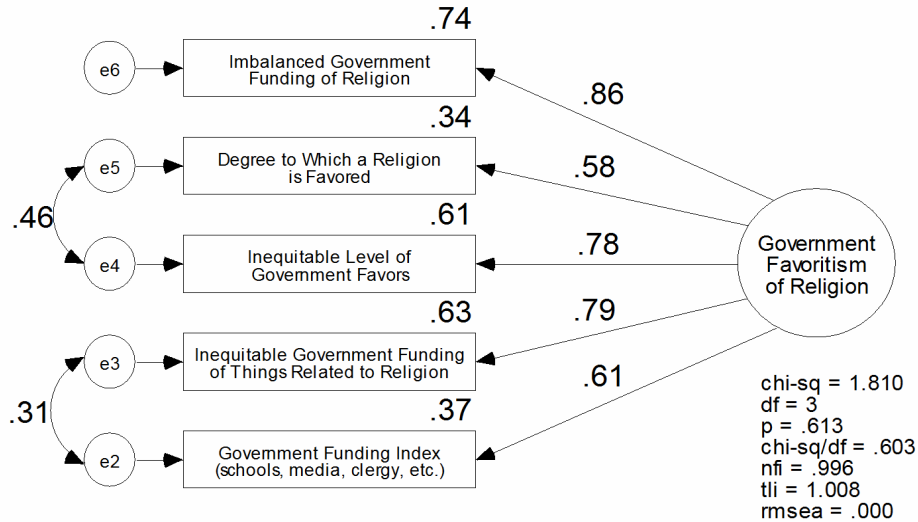 .74
e6
Imbalanced Government
Funding of Religion
.86
.34
e5
Degree to Which a Religion
is Favored
.58
.46
.61
e4
Inequitable Level of
Government Favors
.78
Government
Favoritism
of Religion
.63
e3
Inequitable Government Funding
of Things Related to Religion
.79
.31
.37
e2
Government Funding Index
(schools, media, clergy, etc.)
.61
chi-sq = 1.810
df = 3
p = .613
chi-sq/df = .603
nfi = .996
tli = 1.008
rmsea = .000